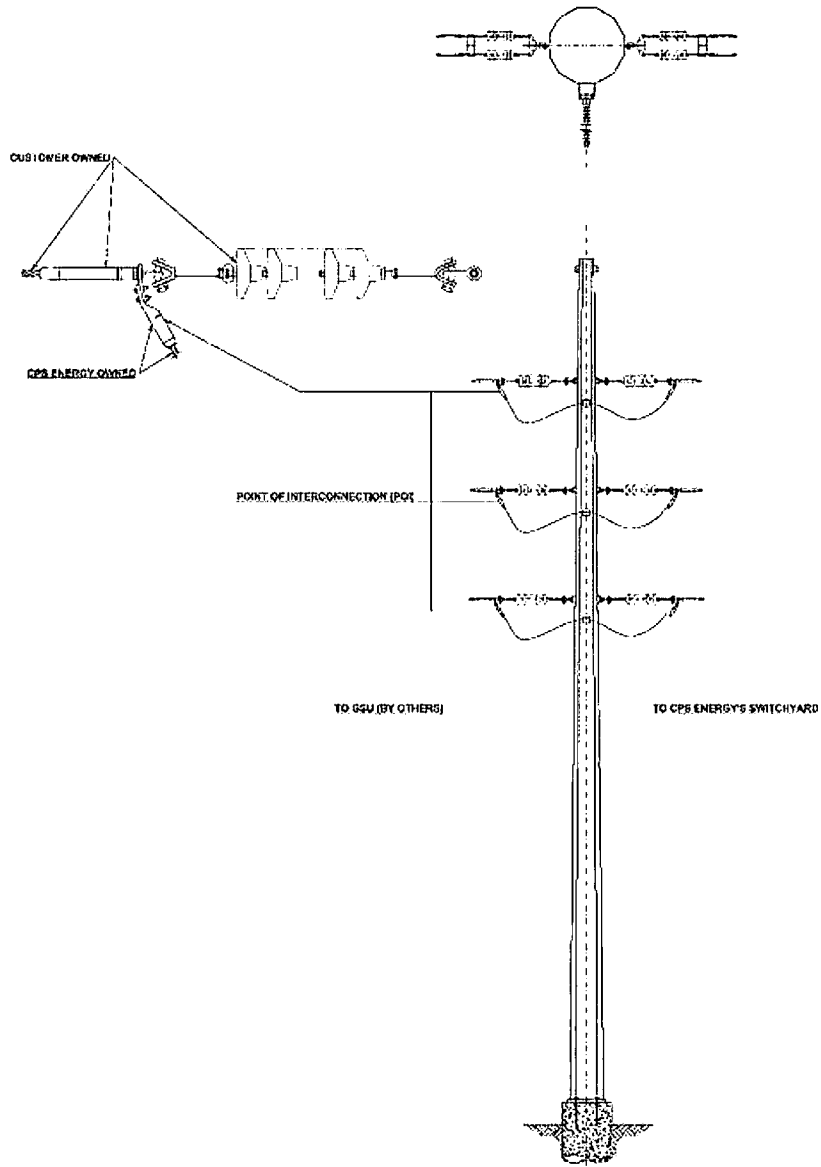 CUSTOMER OWNED
CPS ENERGY OWNED
POINT OF INTERCONNECTION (POI)
TO GSU (BY OTHERS)
TO CPS ENERGY'S SWITCHYARD